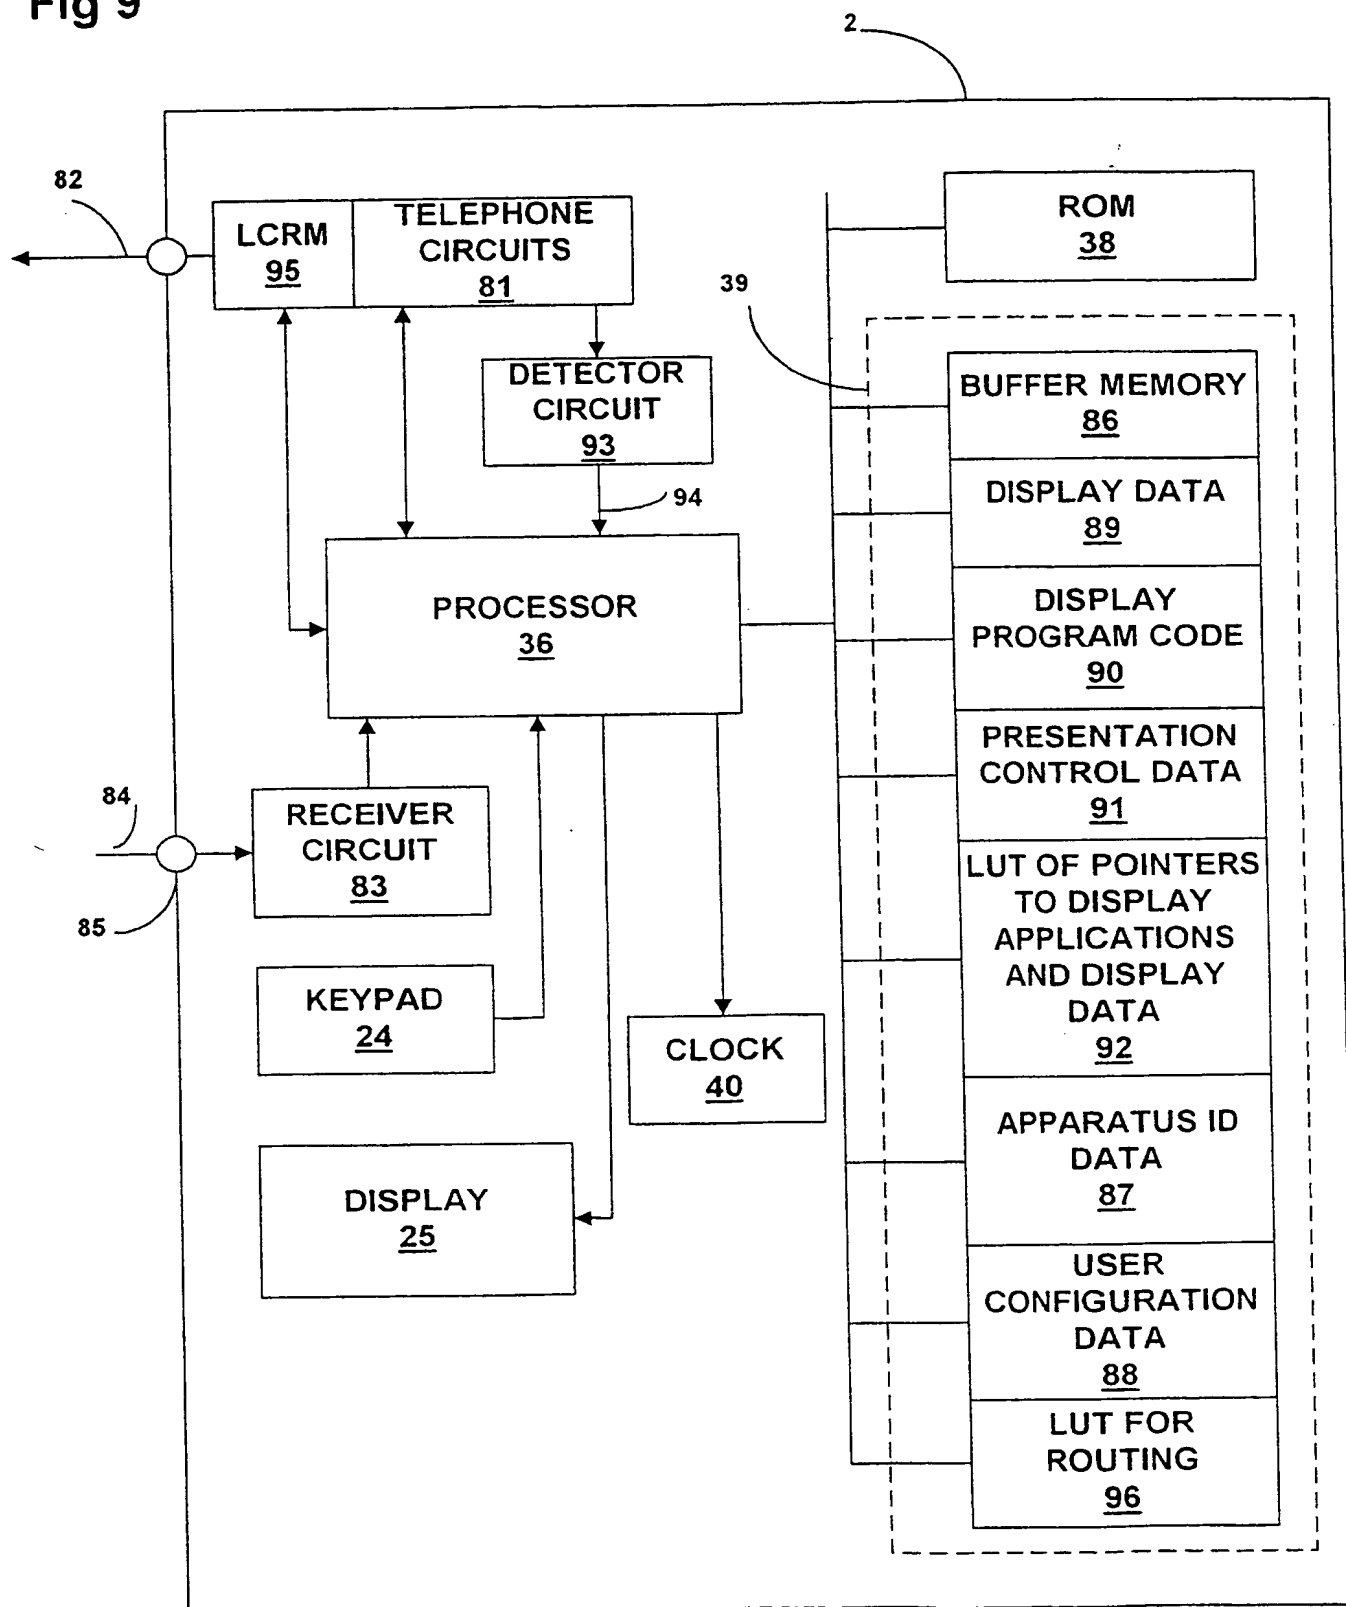 Fig 9
2
82
LCRM
95
TELEPHONE
CIRCUITS
81
ROM
38
39
DETECTOR
CIRCUIT
93
94
BUFFER MEMORY
86
DISPLAY DATA
89
DISPLAY
PROGRAM CODE
90
PROCESSOR
36
PRESENTATION
CONTROL DATA
91
84
RECEIVER
CIRCUIT
83
85
LUT OF POINTERS
TO DISPLAY
APPLICATIONS
AND DISPLAY
DATA
92
KEYPAD
24
CLOCK
40
APPARATUS ID
DATA
87
DISPLAY
25
USER
CONFIGURATION
DATA
88
LUT FOR
ROUTING
96